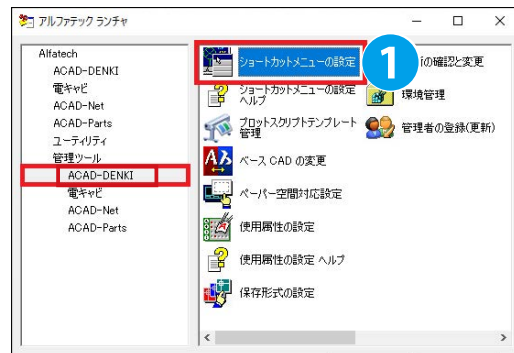 アルファテック ランチャ
Alfatech
ACAD-DENKI
電キャビ
ACAD-Net
ACAD-Parts
ユーティリティ
管理ツール
ACAD-DENKI
電キャビ
ACAD-Net
ACAD-Parts
ショートカットメニューの設定
1
ショートカットメニューの設定
ヘルプ
プロットスクリプトテンプレート
管理
ベース CAD の変更
ペーパー空間対応設定
使用属性の設定
使用属性の設定 ヘルプ
保存形式の設定
の確認と変更
環境管理
管理者の登録(更新)